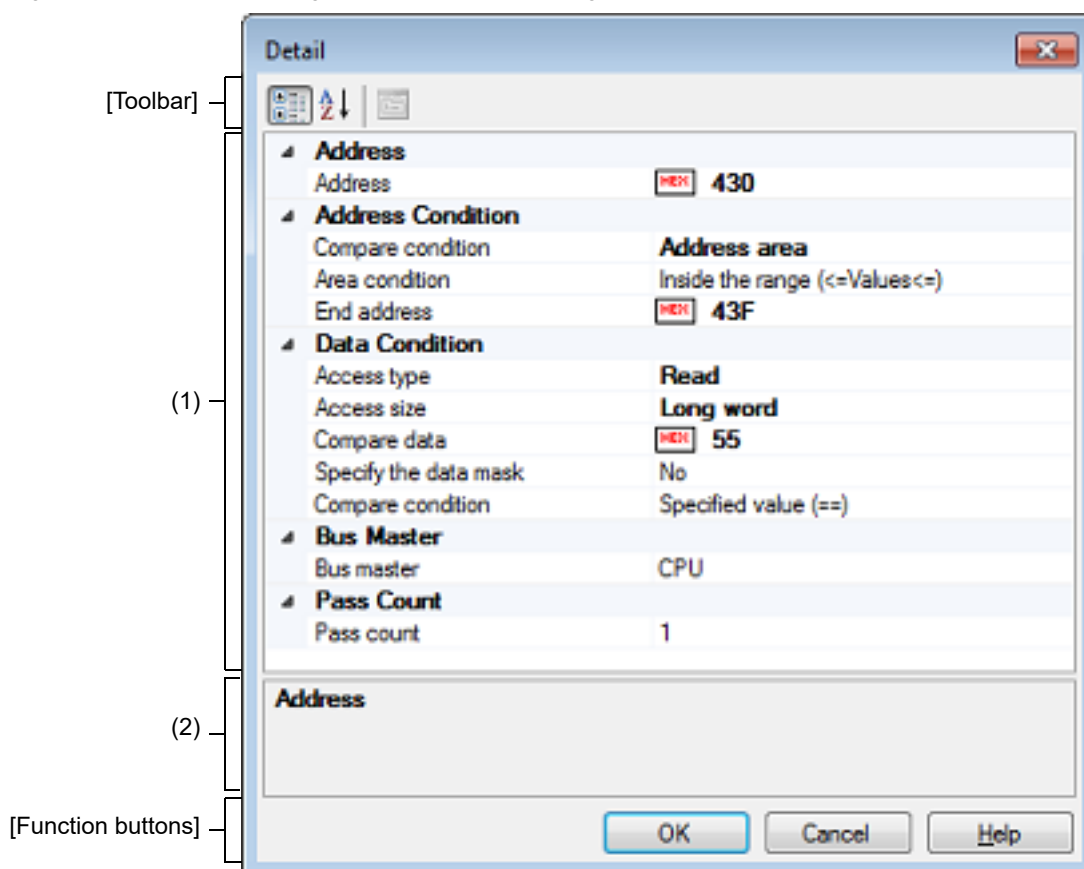 Detail
[Toolbar]
A
Z
Address
Address HEX 430
Address Condition
Compare condition Address area
Area condition Inside the range (<=Values<=)
End address HEX 43F
Data Condition
Access type Read
(1)
Access size Long word
Compare data HEX 55
Specify the data mask No
Compare condition Specified value (==)
Bus Master
Bus master CPU
Pass Count
Pass count 1
Address
(2)
[Function buttons]
OK Cancel Help